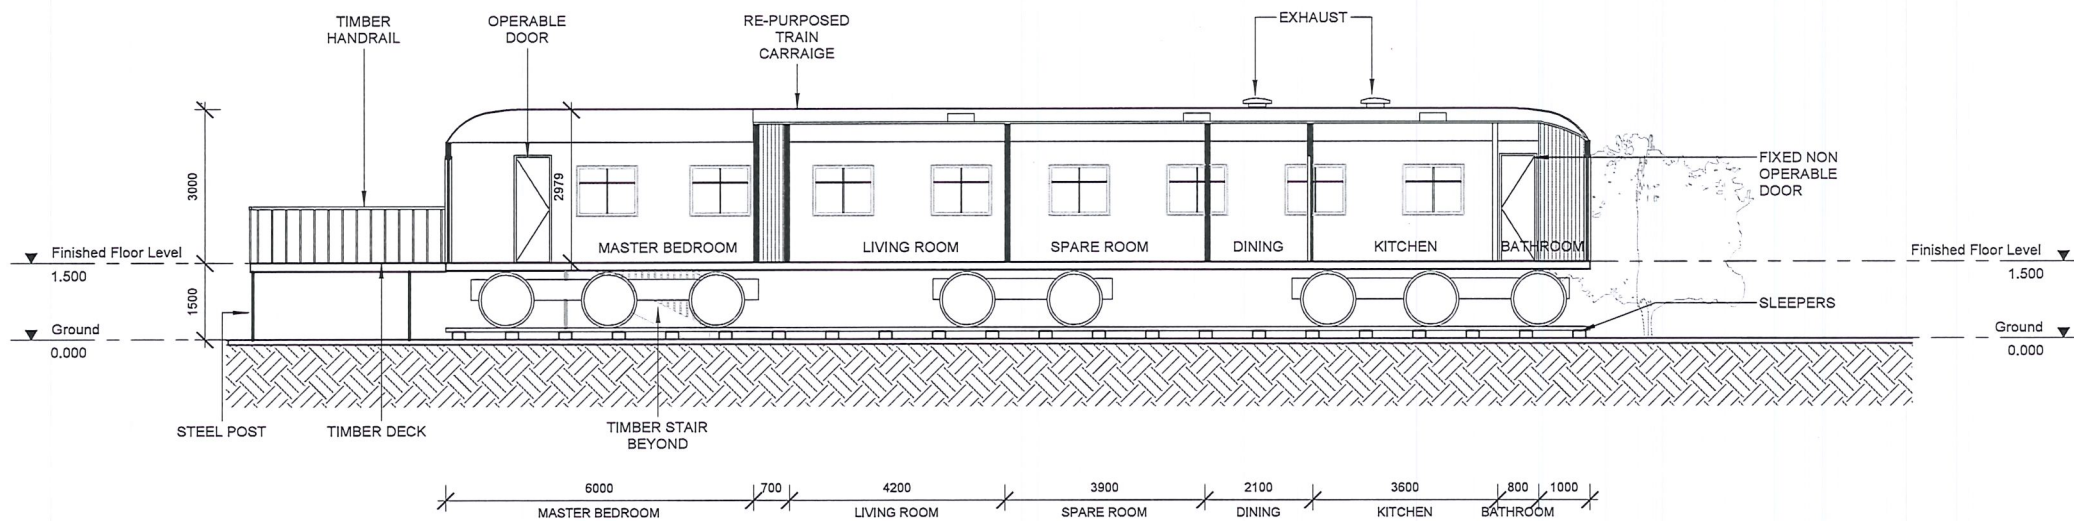 TIMBER
HANDRAIL
OPERABLE
DOOR
RE-PURPOSED
TRAIN
CARRAIGE
EXHAUST
3000
2979
FIXED NON
OPERABLE
DOOR
MASTER BEDROOM
LIVING ROOM
SPARE ROOM
DINING
KITCHEN
BATHROOM
Finished Floor Level
1.500
Finished Floor Level
1.500
1500
SLEEPERS
Ground
0.000
Ground
0.000
STEEL POST
TIMBER DECK
TIMBER STAIR
BEYOND
6000
700
4200
3900
2100
3600
800
1000
MASTER BEDROOM
LIVING ROOM
SPARE ROOM
DINING
KITCHEN
BATHROOM